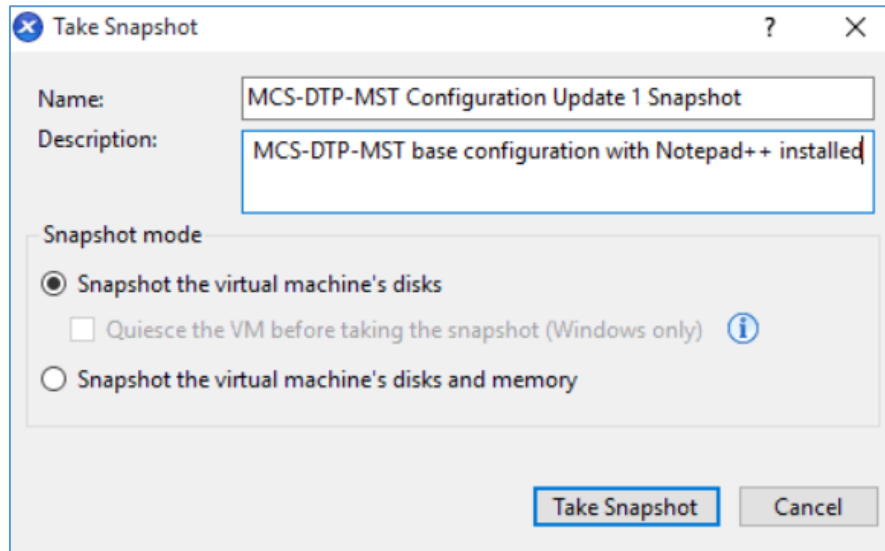 Take Snapshot ?
Name: MCS-DTP-MST Configuration Update 1 Snapshot
Description: MCS-DTP-MST base configuration with Notepad++ installed
Snapshot mode
Snapshot the virtual machine's disks
Quiesce the VM before taking the snapshot (Windows only) i
Snapshot the virtual machine's disks and memory
Take Snapshot Cancel